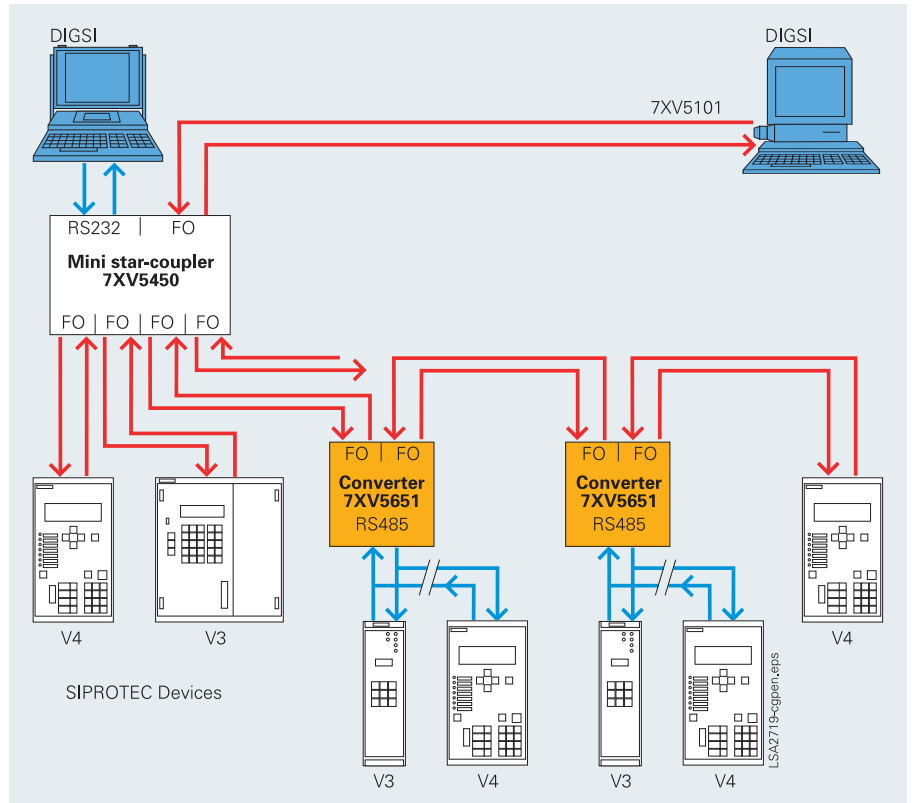 DIGSI
DIGSI
7XV5101
RS232 | FO
Mini star-coupler
7XV5450
FO | FO | FO | FO
FO | FO
Converter
7XV5651
RS485
FO | FO
Converter
7XV5651
RS485
V4
V3
V4
SIPROTEC Devices
V3
V4
V3
V4
LSA2719-cgpen.eps